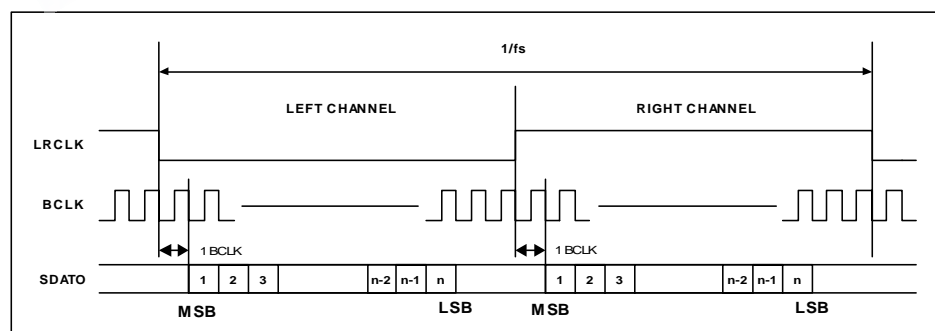 1/fs
LEFT CHANNEL RIGHT CHANNEL
LRCLK
BCLK
1 BCLK 1 BCLK
SDATO 1 2 3 n-2 n-1 n 1 2 3 n-2 n-1 n
MSB LSB MSB LSB